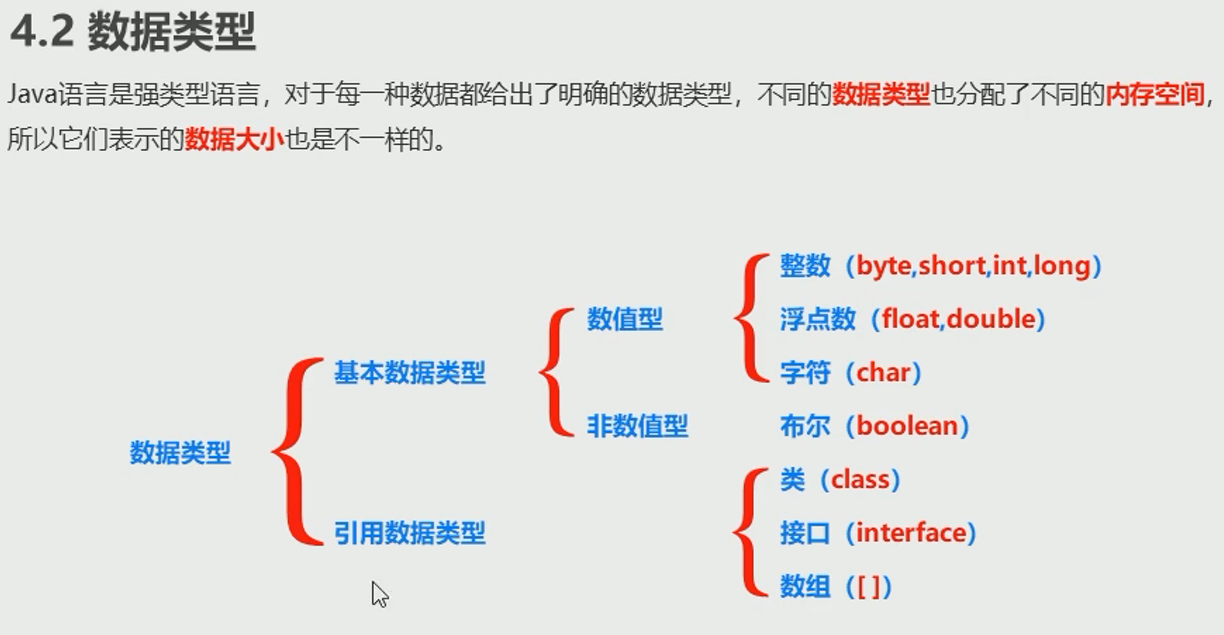 4.2 数据类型
Java语言是强类型语言，对于每一种数据都给出了明确的数据类型，不同的数据类型也分配了不同的内存空间，
所以它们表示的数据大小也是不一样的。
数据类型
基本数据类型
数值型
整数（byte,short,int,long）
浮点数（float,double）
字符（char）
非数值型
布尔（boolean）
引用数据类型
类（class）
接口（interface）
数组（[ ]）